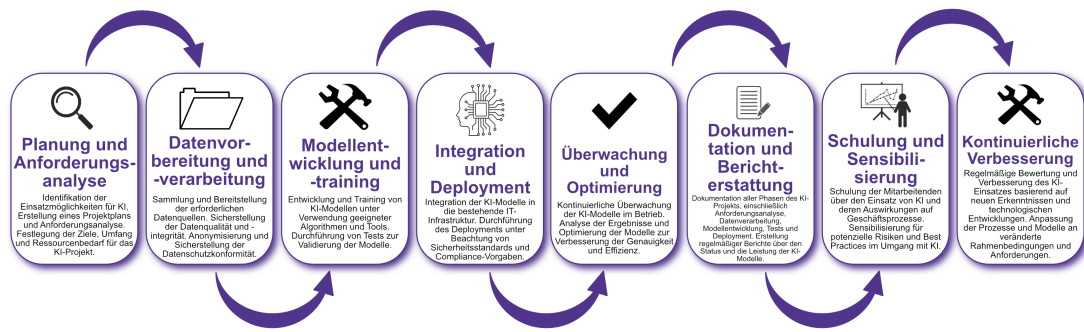 Planung und
Anforderungs-
analyse
Identifikation der
Einsatzmöglichkeiten für KI,
Erstellung eines Projektplans
und Anforderungsanalyse.
Festlegung der Ziele, Umfang
und Ressourcenbedarf für das
KI-Projekt.
Datenvor-
bereitung und
-verarbeitung
Sammlung und Bereitstellung
der erforderlichen
Datenquellen. Sicherstellung
der Datenqualität und -
integrität. Anonymisierung und
Sicherstellung der
Datenschutzkonformität.
Modellent-
wicklung und
-training
Entwicklung und Training von
KI-Modellen unter
Verwendung geeigneter
Algorithmen und Tools.
Durchführung von Tests zur
Validierung der Modelle.
Integration
und
Deployment
Integration der KI-Modelle in
die bestehende IT-
Infrastruktur. Durchführung
des Deployments unter
Beachtung von
Sicherheitsstandards und
Compliance-Vorgaben.
Überwachung
und
Optimierung
Kontinuierliche Überwachung
der KI-Modelle im Betrieb.
Analyse der Ergebnisse und
Optimierung der Modelle zur
Verbesserung der Genauigkeit
und Effizienz.
Dokumen-
tation und
Bericht-
erstattung
Dokumentation aller Phasen des KI-
Projekts, einschließlich
Anforderungsanalyse,
Datenverarbeitung,
Modellentwicklung, Tests und
Deployment. Erstellung
regelmäßiger Berichte über den
Status und die Leistung der KI-
Modelle.
Schulung und
Sensibili-
sierung
Schulung der Mitarbeitenden
über den Einsatz von KI und
deren Auswirkungen auf
Geschäftsprozesse.
Sensibilisierung für
potenzielle Risiken und Best
Practices im Umgang mit KI.
Kontinuierliche
Verbesserung
Regelmäßige Bewertung und
Verbesserung des KI-
Einsatzes basierend auf
neuen Erkenntnissen und
technologischen
Entwicklungen. Anpassung
der Prozesse und Modelle an
veränderte
Rahmenbedingungen und
Anforderungen.